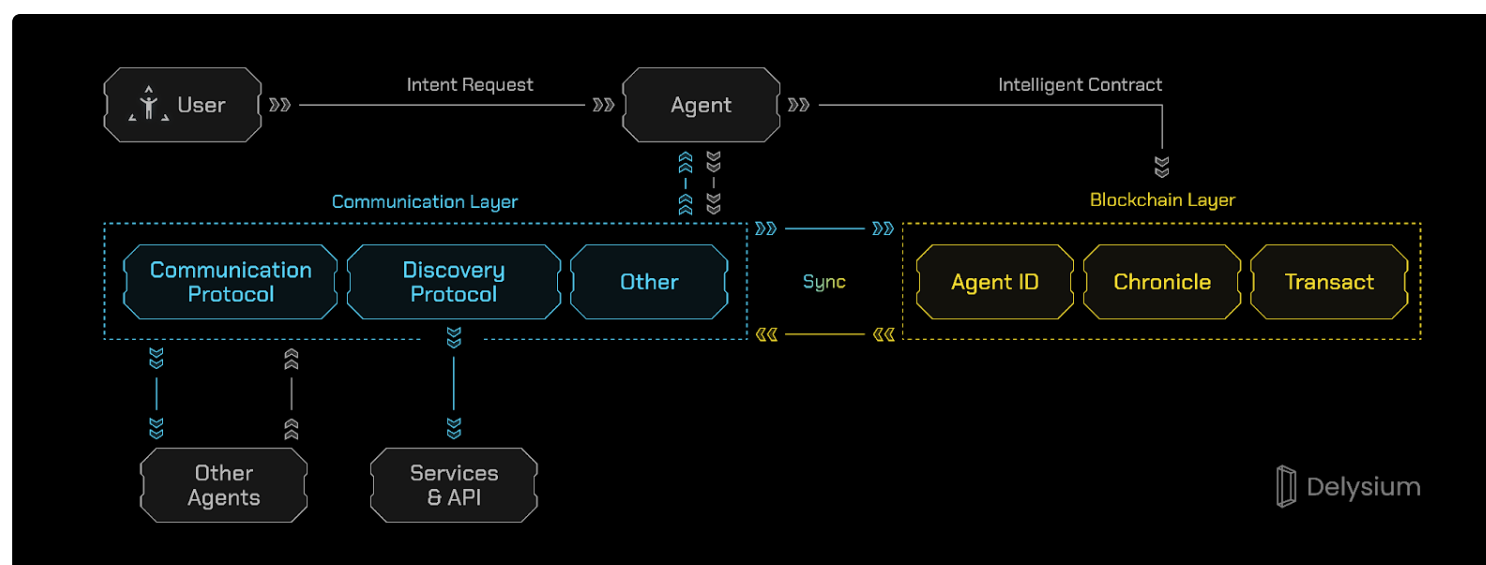 User
Intent Request
Agent
Intelligent Contract
Communication Layer
Blockchain Layer
Communication
Protocol
Discovery
Protocol
Other
Sync
Agent ID
Chronicle
Transact
Other
Agents
Services
& API
Delysium